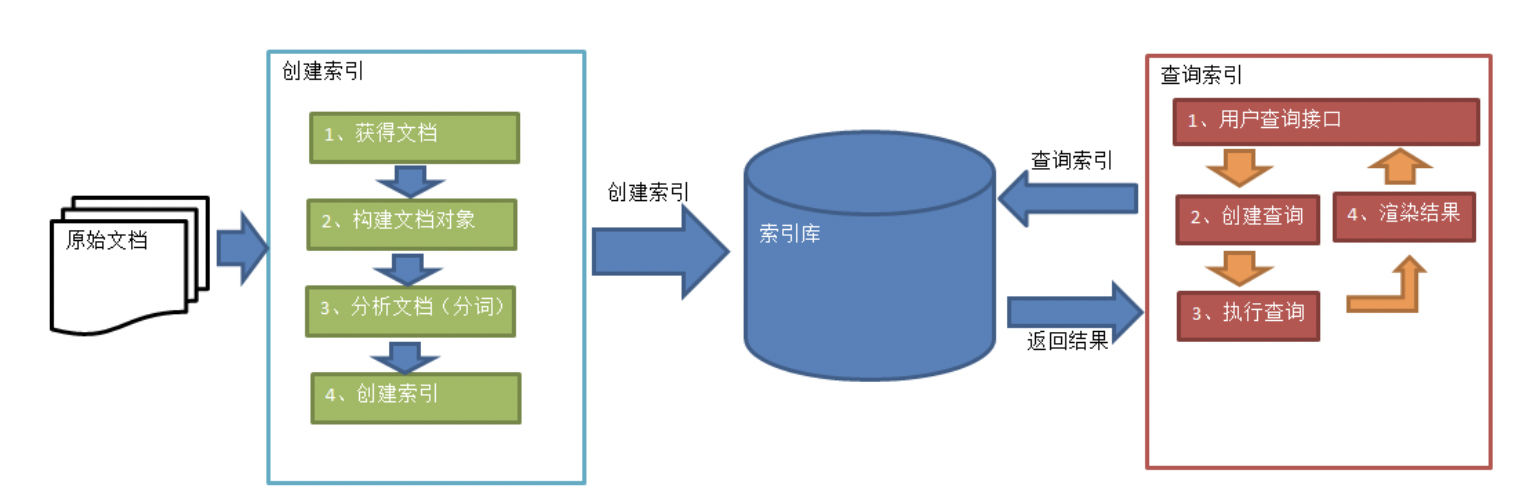 原始文档
创建索引
1、获得文档
2、构建文档对象
3、分析文档（分词）
4、创建索引
创建索引
索引库
查询索引
返回结果
查询索引
1、用户查询接口
2、创建查询
3、执行查询
4、渲染结果